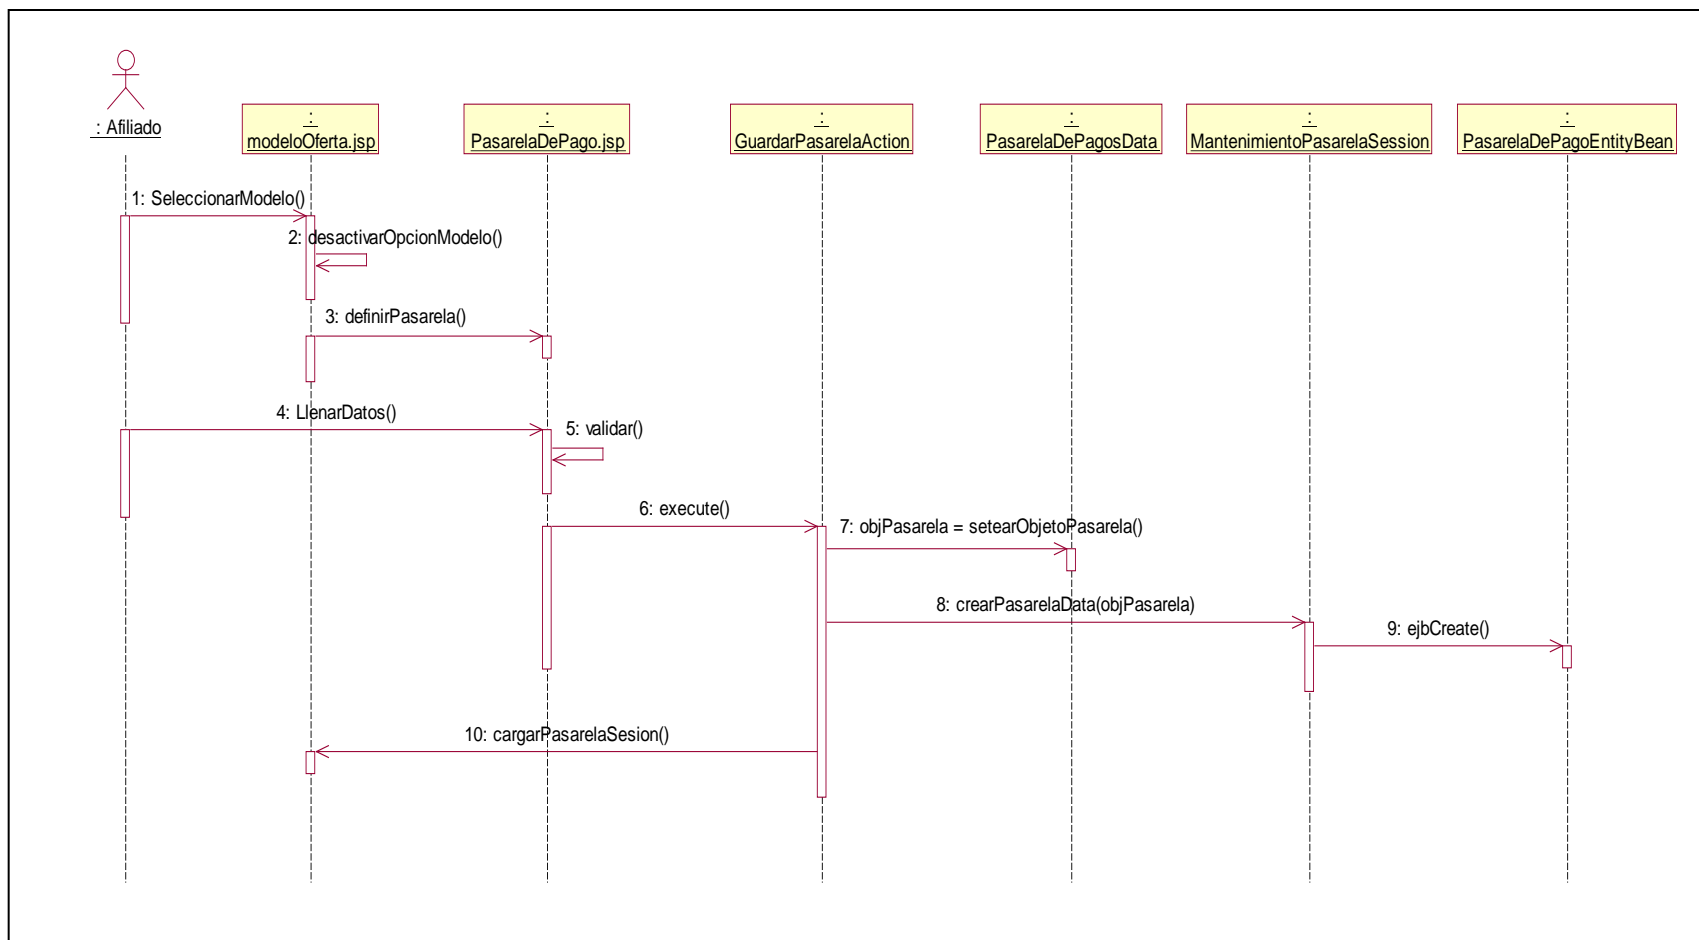 : Afiliado
:
modeloOferta.jsp
:
PasarelaDePago.jsp
:
GuardarPasarelaAction
:
PasarelaDePagosData
:
MantenimientoPasarelaSession
:
PasarelaDePagoEntityBean
1: SeleccionarModelo()
2: desactivarOpcionModelo()
3: definirPasarela()
4: LlenarDatos()
5: validar()
6: execute()
7: objPasarela = setearObjetoPasarela()
8: crearPasarelaData(objPasarela)
9: ejbCreate()
10: cargarPasarelaSesion()